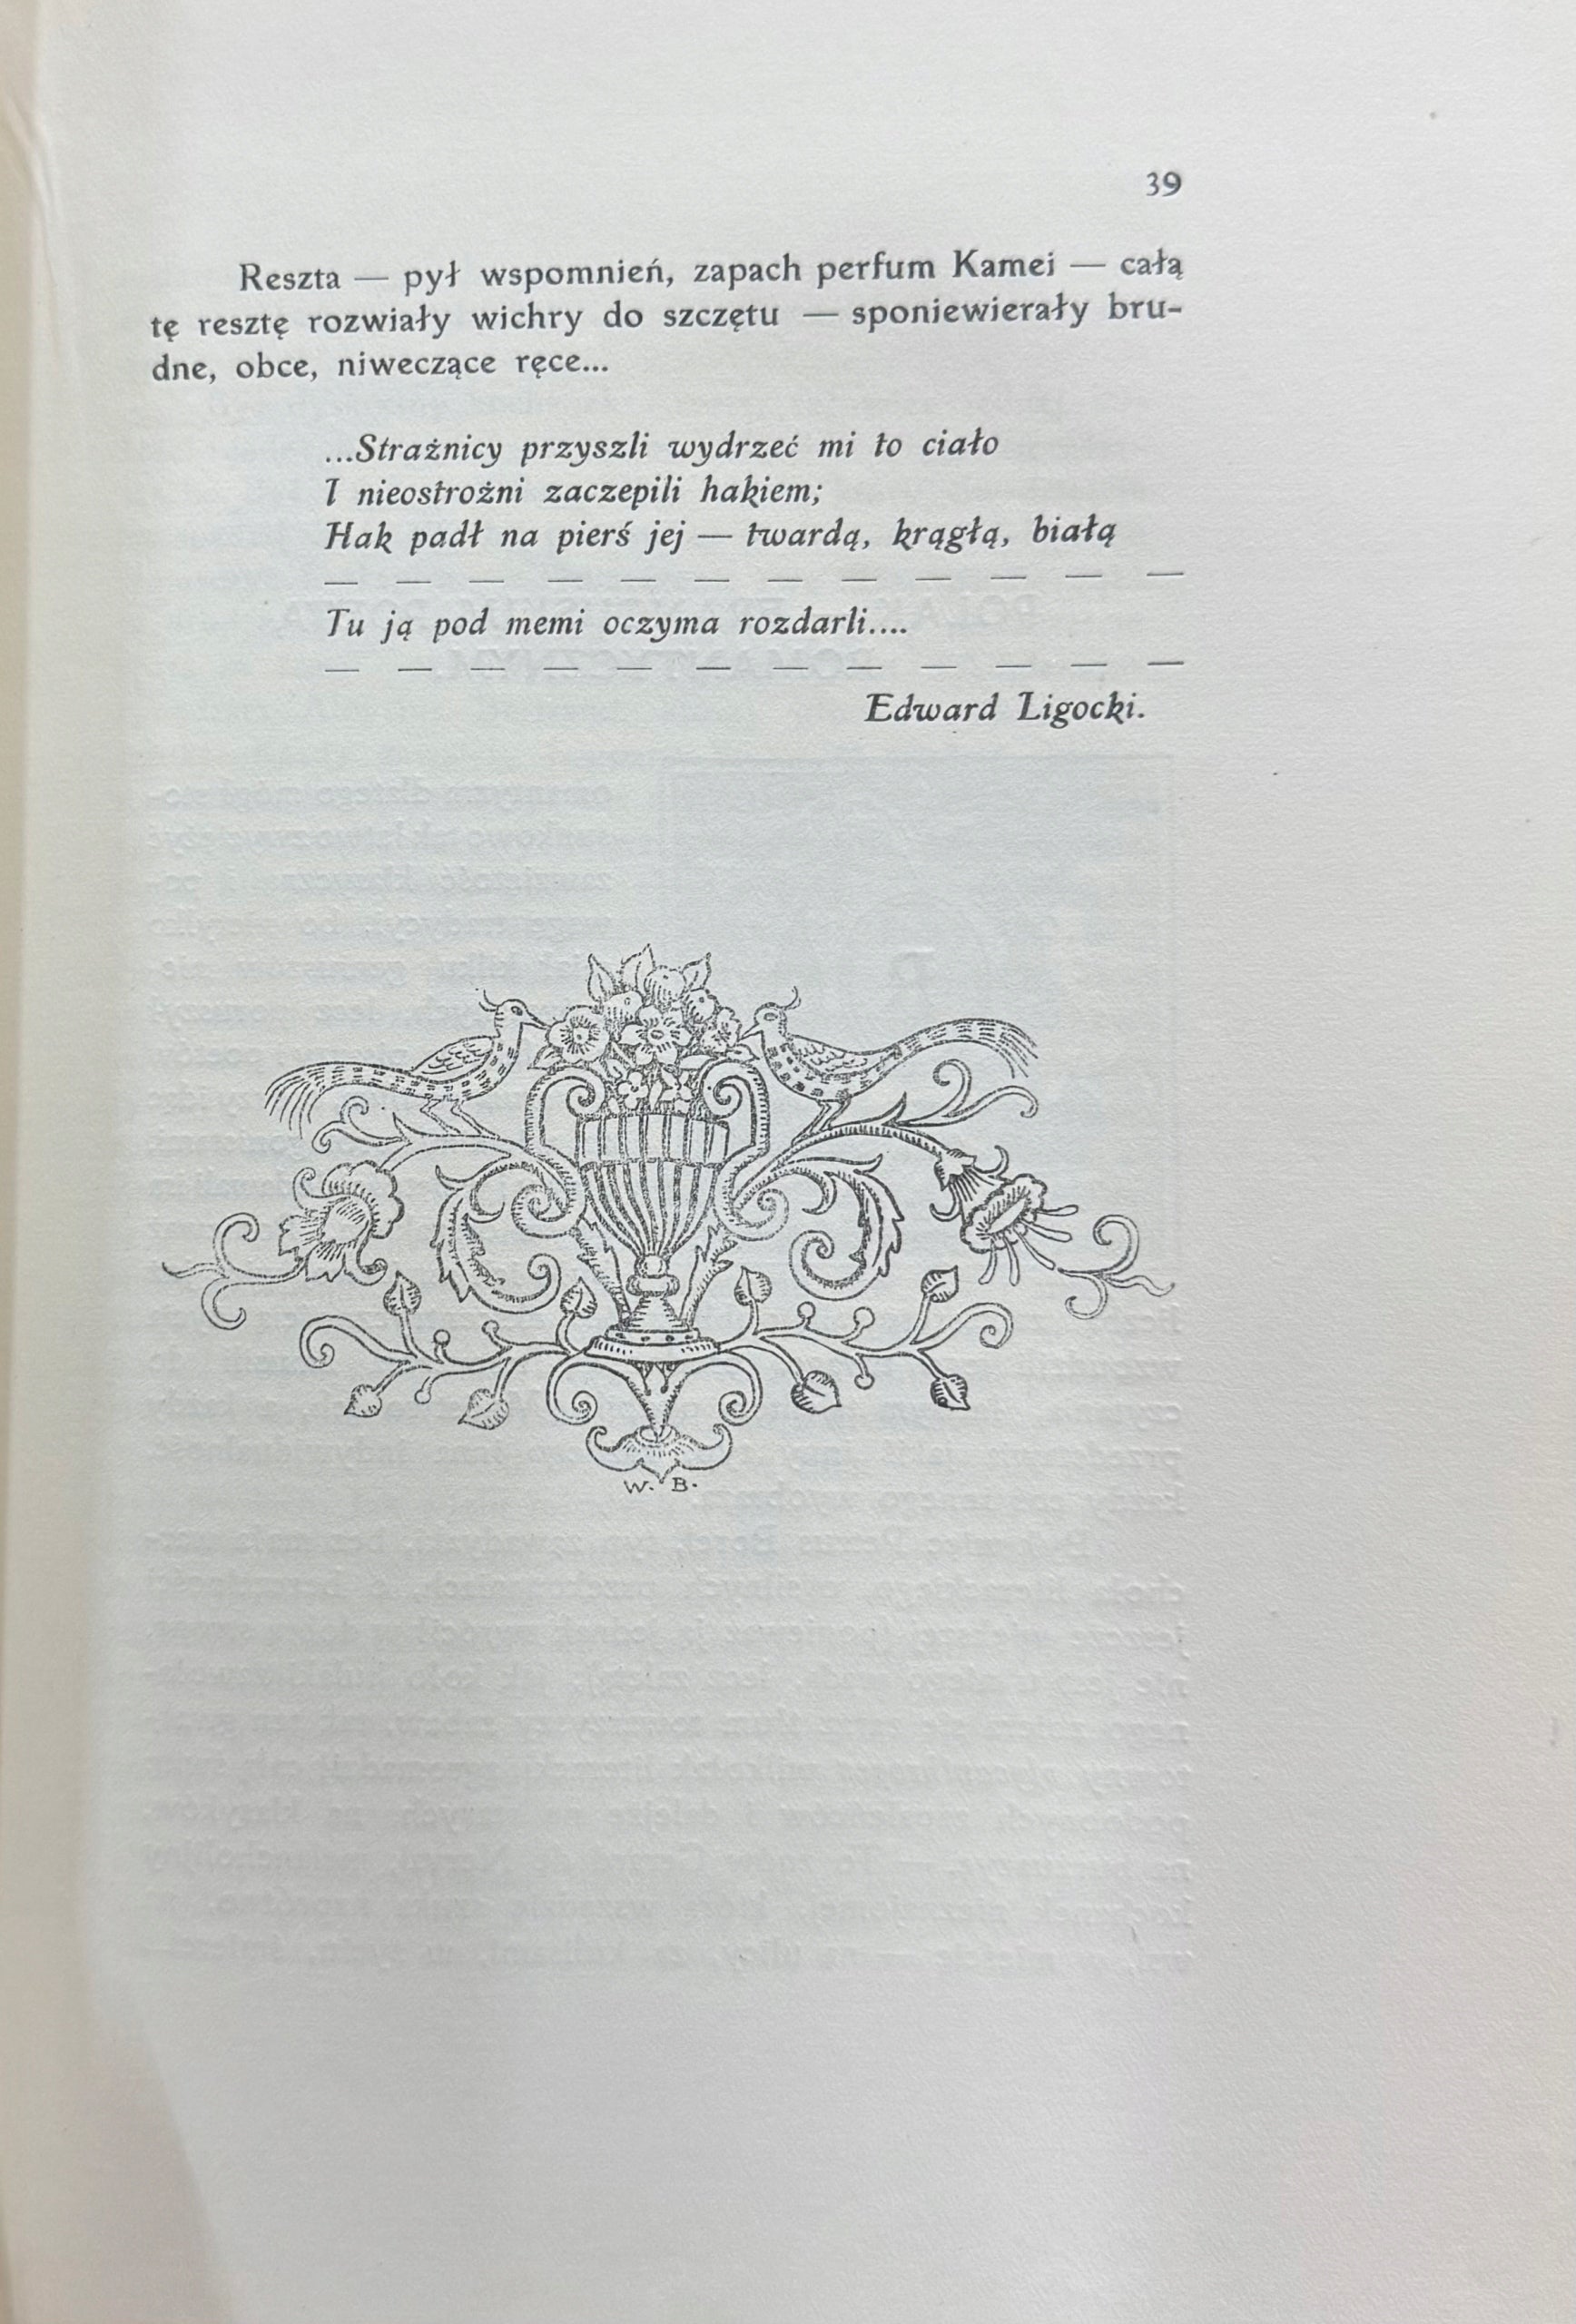 39
Reszta — pył wspomnień, zapach perfum Kamei — całą
tę resztę rozwiały wichry do szczętu — sponiewierały bru-
dne, obce, niweczące ręce...
...Strażnicy przyszli wydrzeć mi to ciało
I nieostrożni zaczepili hakiem;
Hak padł na pierś jej — twardą, krągłą, białą
— — — — — — — — — — — —
Tu ją pod memi oczyma rozdarli....
— — — — — — — — — — — —
Edward Ligocki.
W. B.